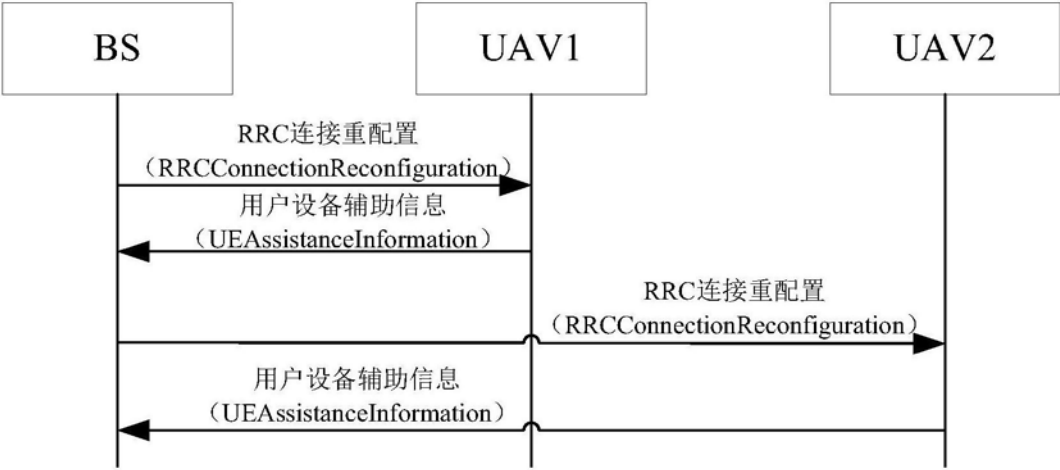 BS
UAV1
UAV2
RRC连接重配置
（RRCConnectionReconfiguration）
用户设备辅助信息
（UEAssistanceInformation）
RRC连接重配置
（RRCConnectionReconfiguration）
用户设备辅助信息
（UEAssistanceInformation）